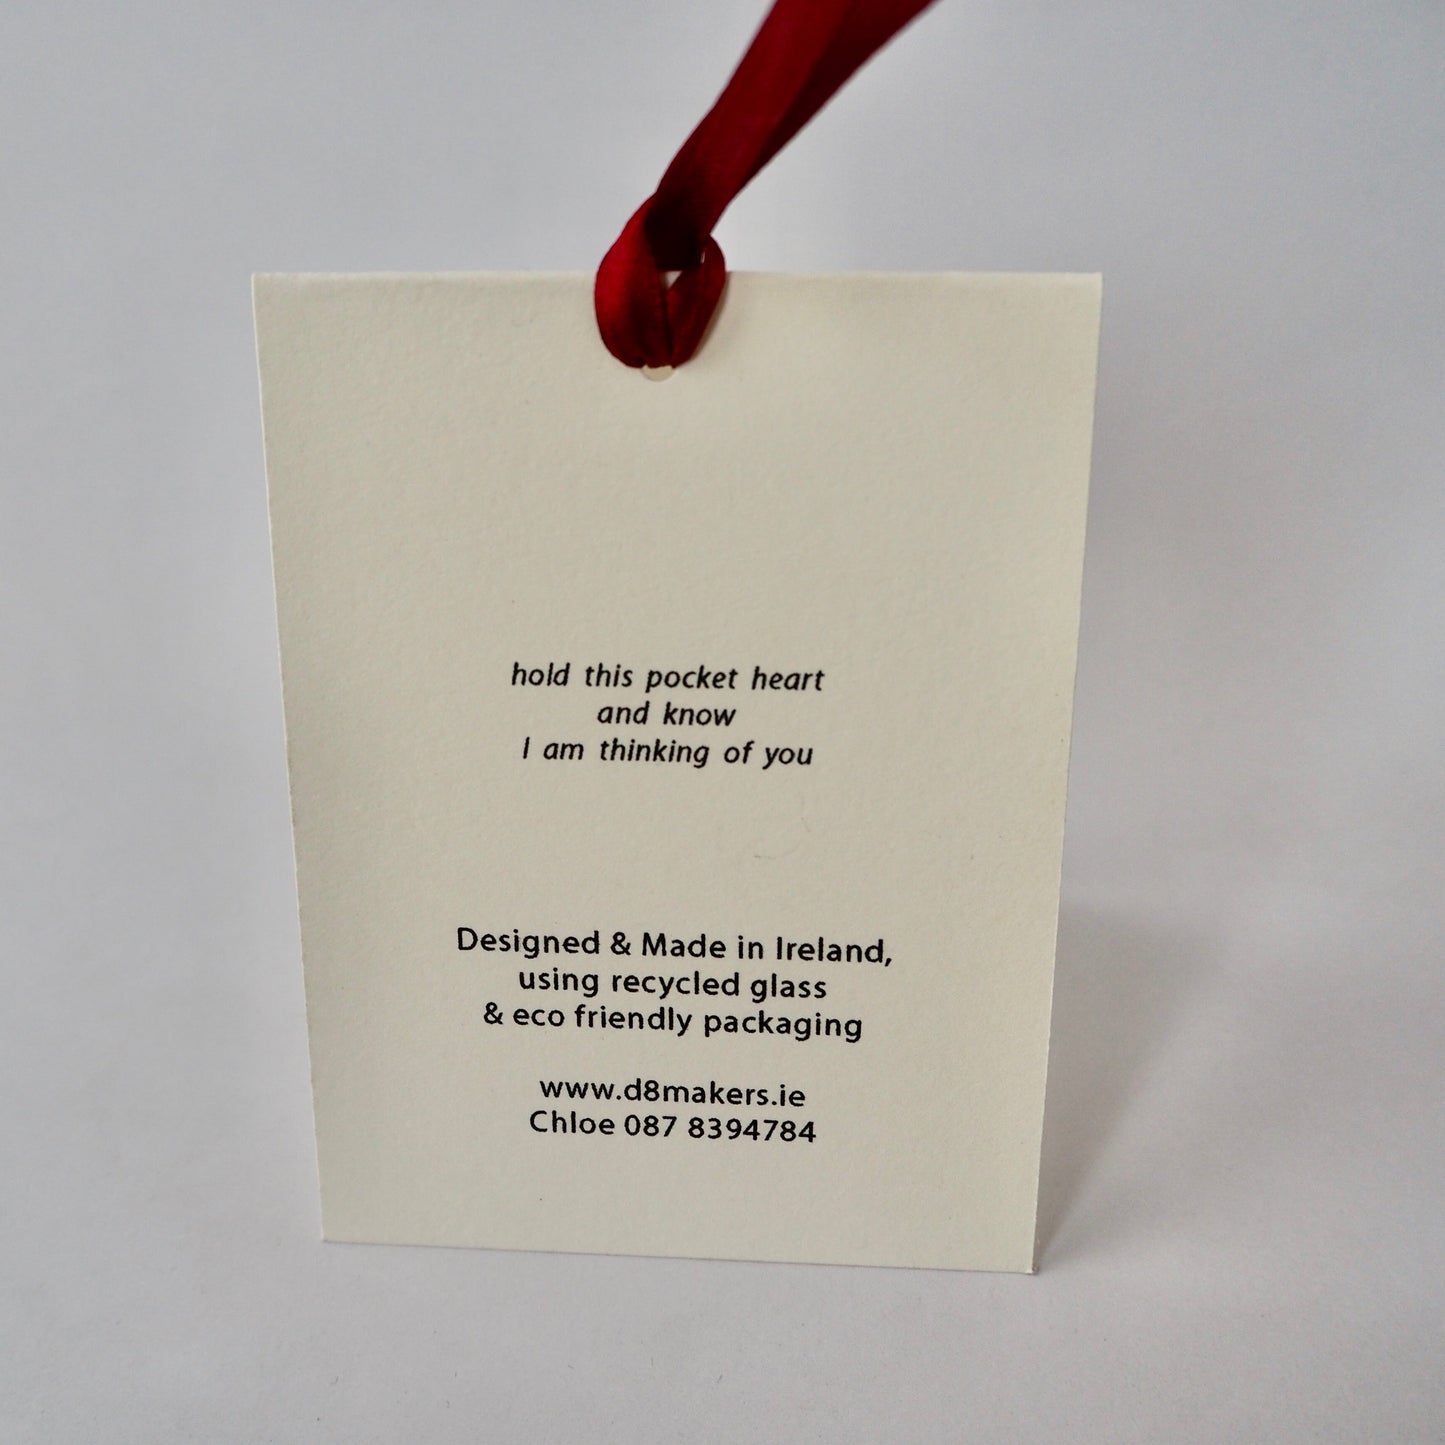 hold this pocket heart
and know
I am thinking of you
Designed & Made in Ireland,
using recycled glass
& eco friendly packaging
www.d8makers.ie
Chloe 087 8394784